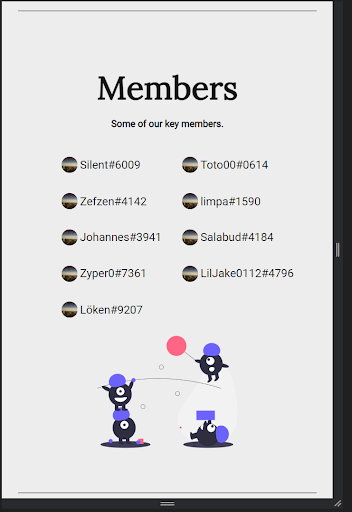 Members
Some of our key members.
Silent#6009 Toto00#0614
Zefzen#4142 limpa#1590
Johannes#3941 Salabud#4184
Zyper0#7361 LilJake0112#4796
Löken#9207